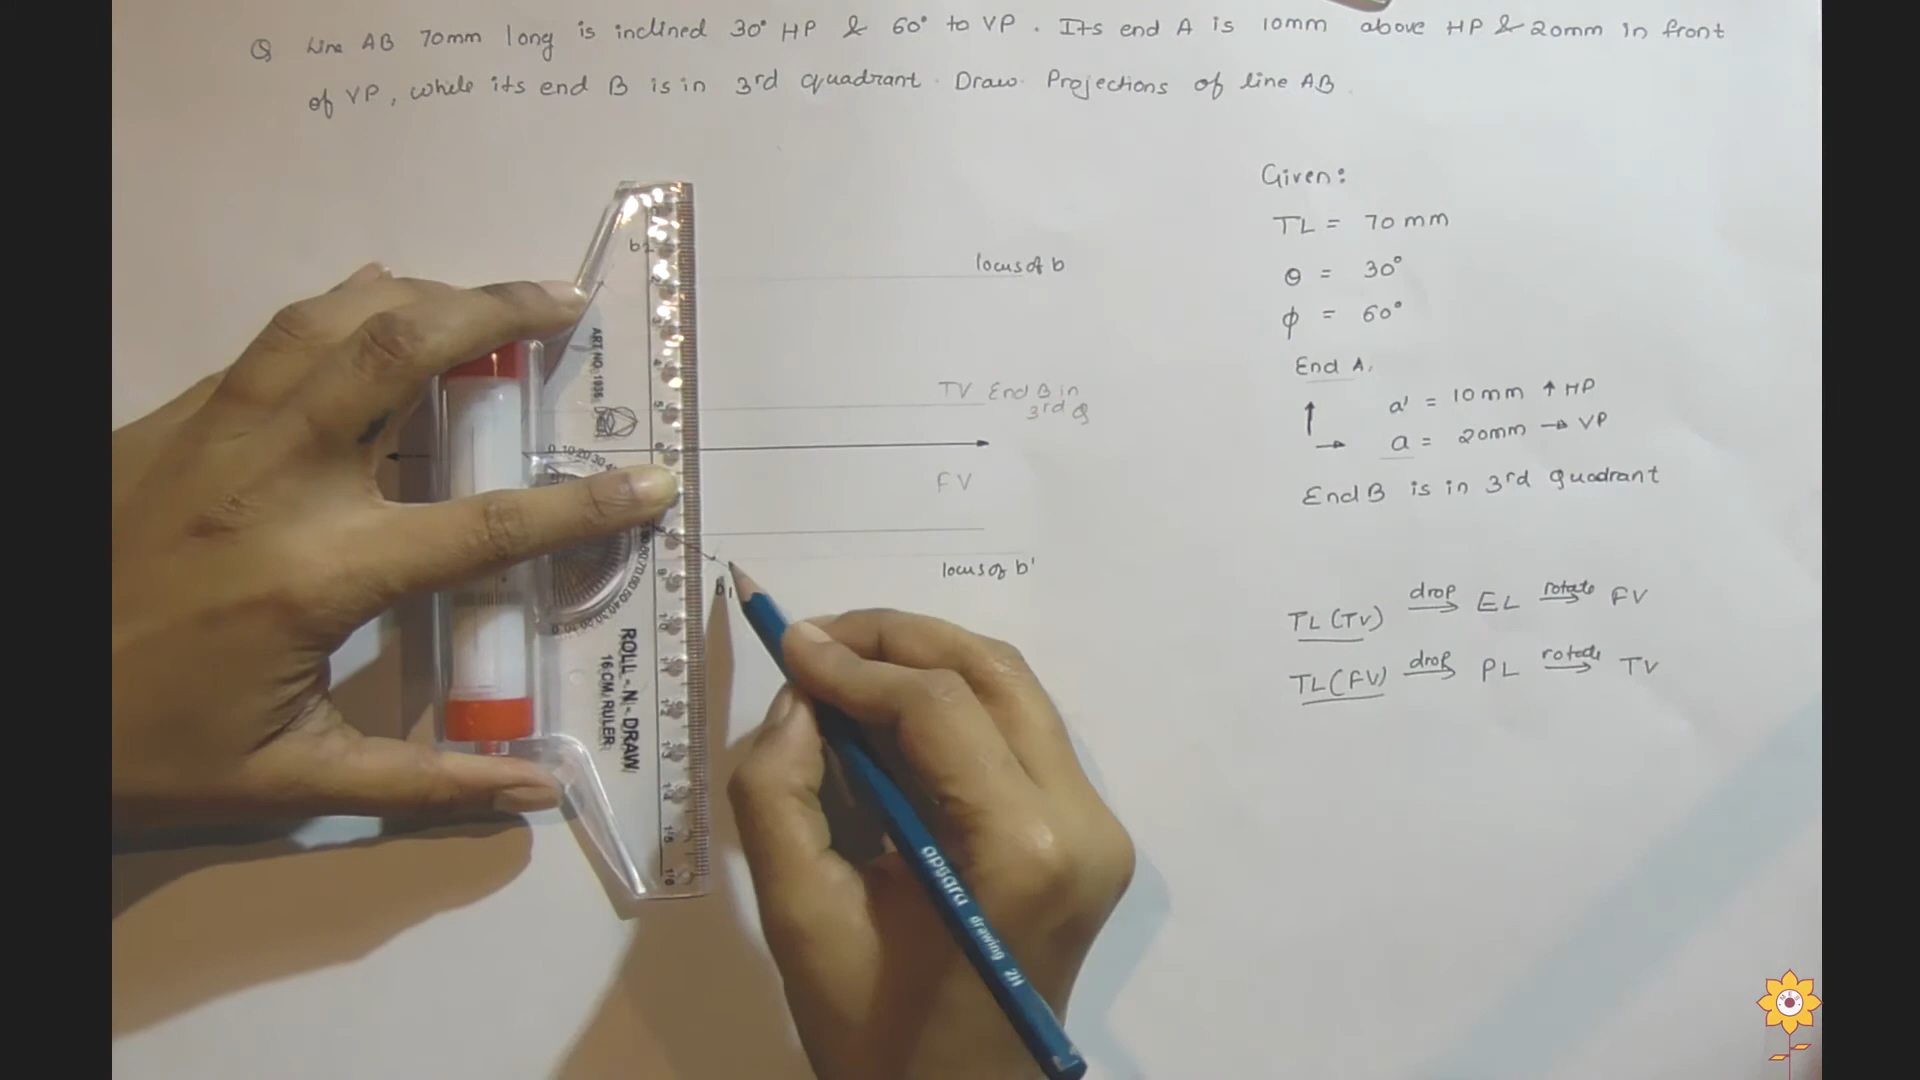 Q Line AB 70mm long is inclined 30° HP & 60° to VP. Its end A is 10mm above HP & 20mm in front
of VP, while its end B is in 3rd quadrant. Draw Projections of line AB.
Given:
TL = 70 mm
θ = 30°
ϕ = 60°
End A,
a' = 10mm ↑ HP
a = 20mm → VP
End B is in 3rd quadrant
TL (TV) drop→ EL rotate→ FV
TL (FV) drop→ PL rotate→ TV
b2
locus of b
TV End B in
3rd Q
FV
locus of b'
b1
ART NO. 1936
ROLL-N-DRAW
16 CM. RULER
apsara drawing 2H